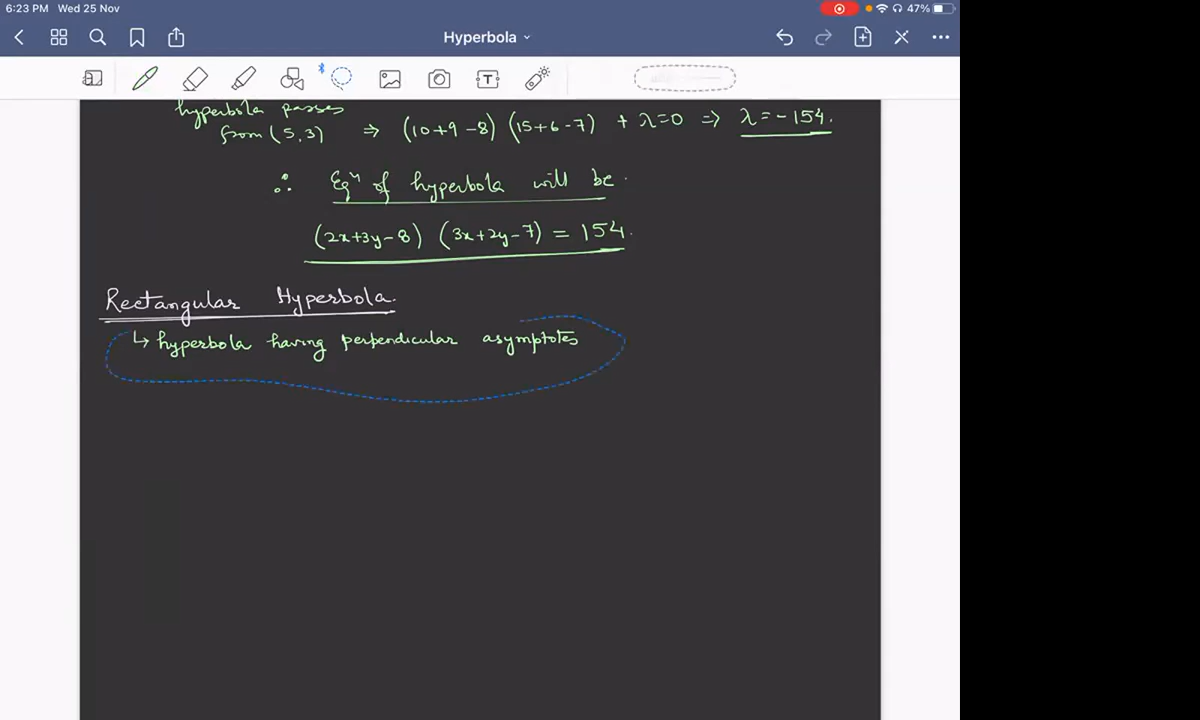 6:23 PM Wed 25 Nov
47%
Hyperbola
T
hyperbola passes
from (5,3) ⇒ (10+9-8) (15+6-7) + λ=0 ⇒ λ=-154.
∴ Eqⁿ of hyperbola will be.
(2x+3y-8) (3x+2y-7) = 154.
Rectangular Hyperbola.
↳ hyperbola having perpendicular asymptotes